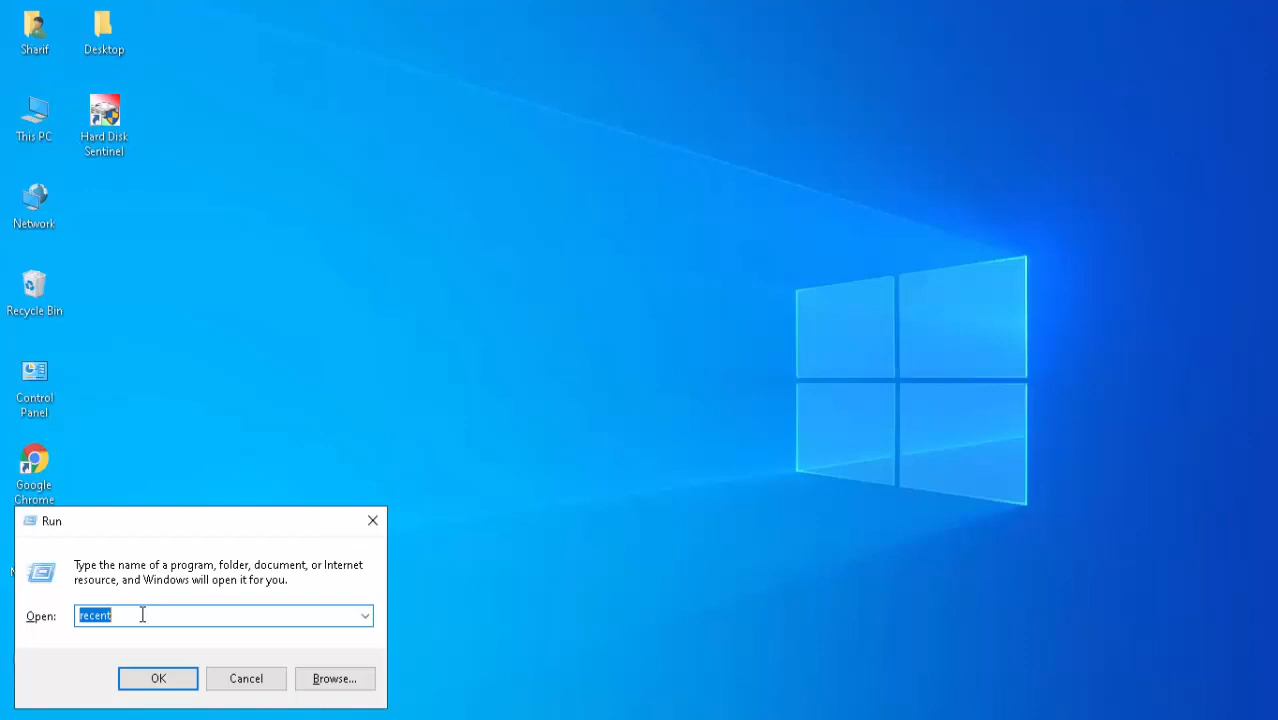 Sharif
Desktop
This PC
Hard Disk
Sentinel
Network
Recycle Bin
Control
Panel
Google
Chrome
Run
Type the name of a program, folder, document, or Internet
resource, and Windows will open it for you.
Open:
recent
OK
Cancel
Browse...